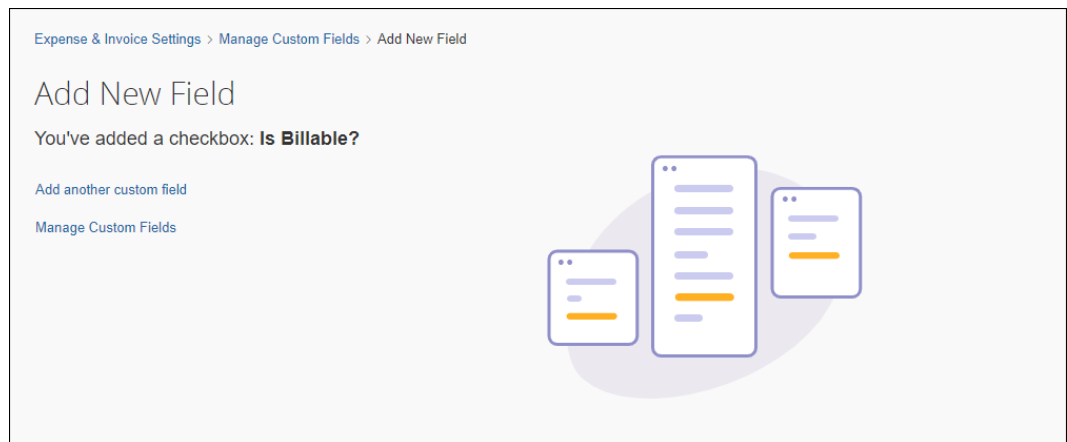 Expense & Invoice Settings > Manage Custom Fields > Add New Field
Add New Field
You've added a checkbox: Is Billable?
Add another custom field
Manage Custom Fields